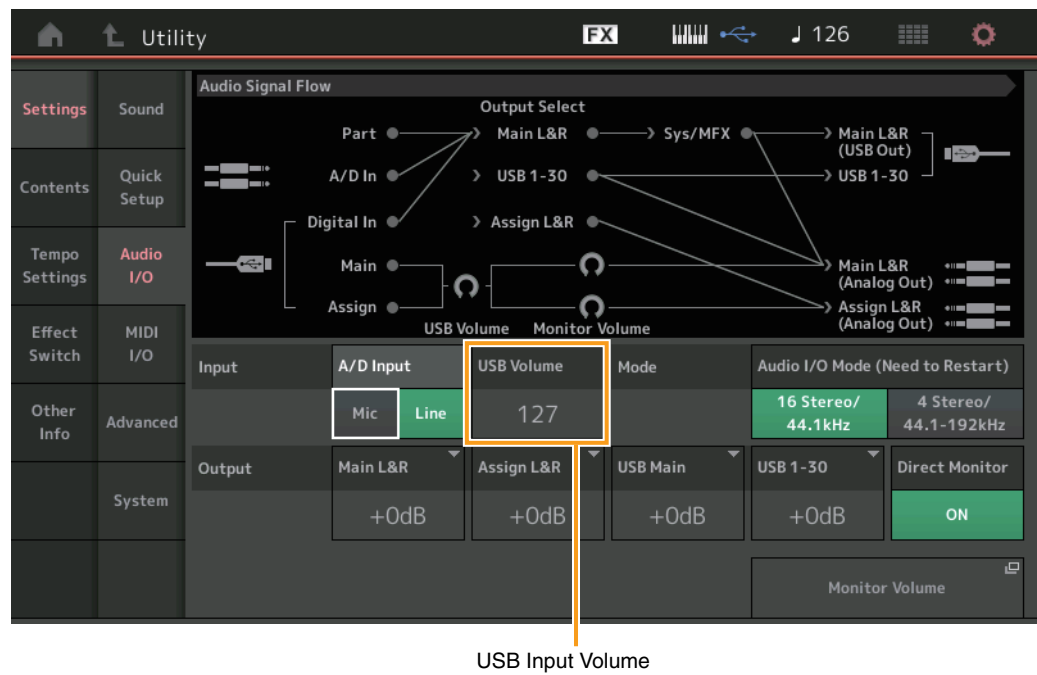 Utility
FX
126
Settings
Sound
Contents
Quick
Setup
Tempo
Settings
Audio
I/O
Effect
Switch
MIDI
I/O
Other
Info
Advanced
System
Audio Signal Flow
Output Select
Part
Main L&R
Sys/MFX
Main L&R
(USB Out)
A/D In
USB 1-30
USB 1-30
Digital In
Assign L&R
Main
Main L&R
(Analog Out)
Assign
Assign L&R
(Analog Out)
USB Volume
Monitor Volume
Input
A/D Input
USB Volume
Mode
Audio I/O Mode (Need to Restart)
Mic
Line
127
16 Stereo/
44.1kHz
4 Stereo/
44.1-192kHz
Output
Main L&R
Assign L&R
USB Main
USB 1-30
Direct Monitor
+0dB
+0dB
+0dB
+0dB
ON
Monitor Volume
USB Input Volume